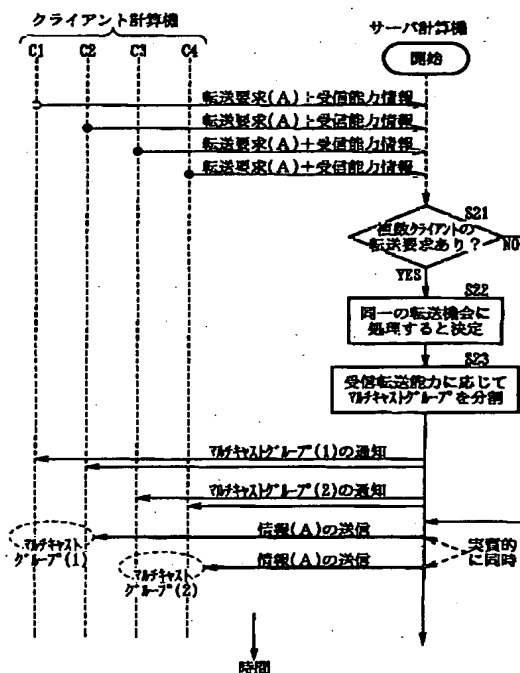 クライアント計算機
C1 C2 C3 C4
サーバ計算機
開始
転送要求(A)+受信能力情報
転送要求(A)+受信能力情報
転送要求(A)+受信能力情報
転送要求(A)+受信能力情報
S21
複数クライアントの
転送要求あり?
NO
YES
S22
同一の転送機会に
処理すると決定
S23
受信転送能力に応じて
マルチキャストグループを分割
マルチキャストグループ(1)の通知
マルチキャストグループ(2)の通知
情報(A)の送信
マルチキャスト
グループ(1)
実質的
に同時
情報(A)の送信
マルチキャスト
グループ(2)
時間